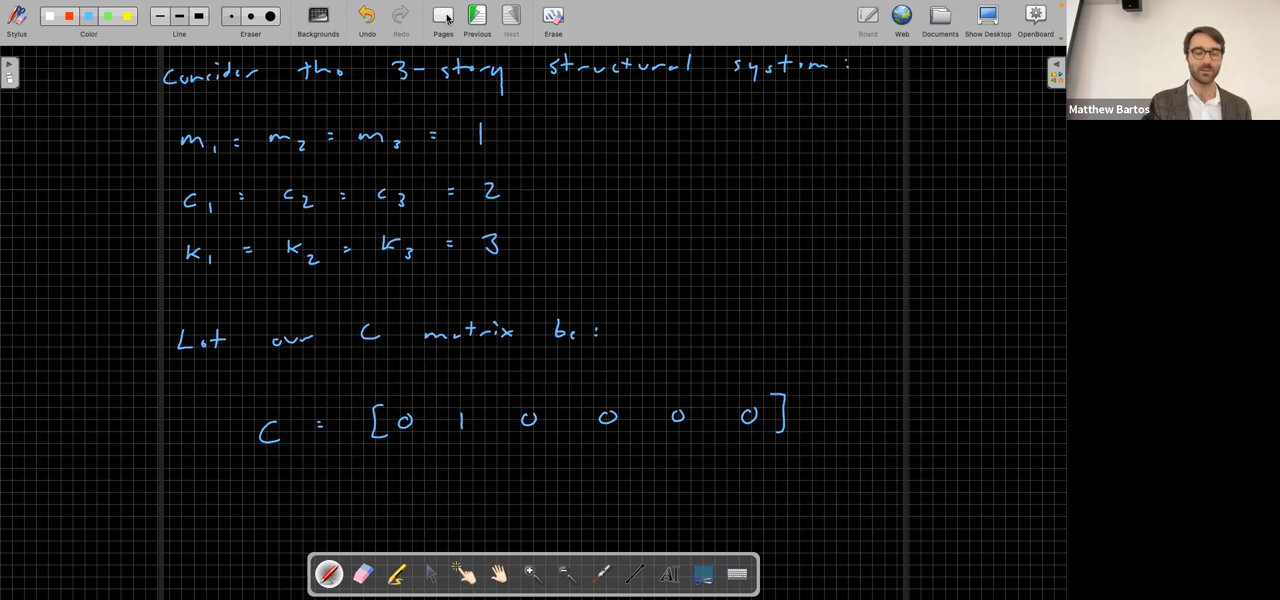 Stylus Color Line Eraser Backgrounds Undo Redo Pages Previous Next Erase Board Web Documents Show Desktop OpenBoard
Matthew Bartos
Consider the 3-story structural system:
m₁ = m₂ = m₃ = 1
c₁ = c₂ = c₃ = 2
k₁ = k₂ = k₃ = 3
Let our C matrix be:
C = [0 1 0 0 0 0]
AI